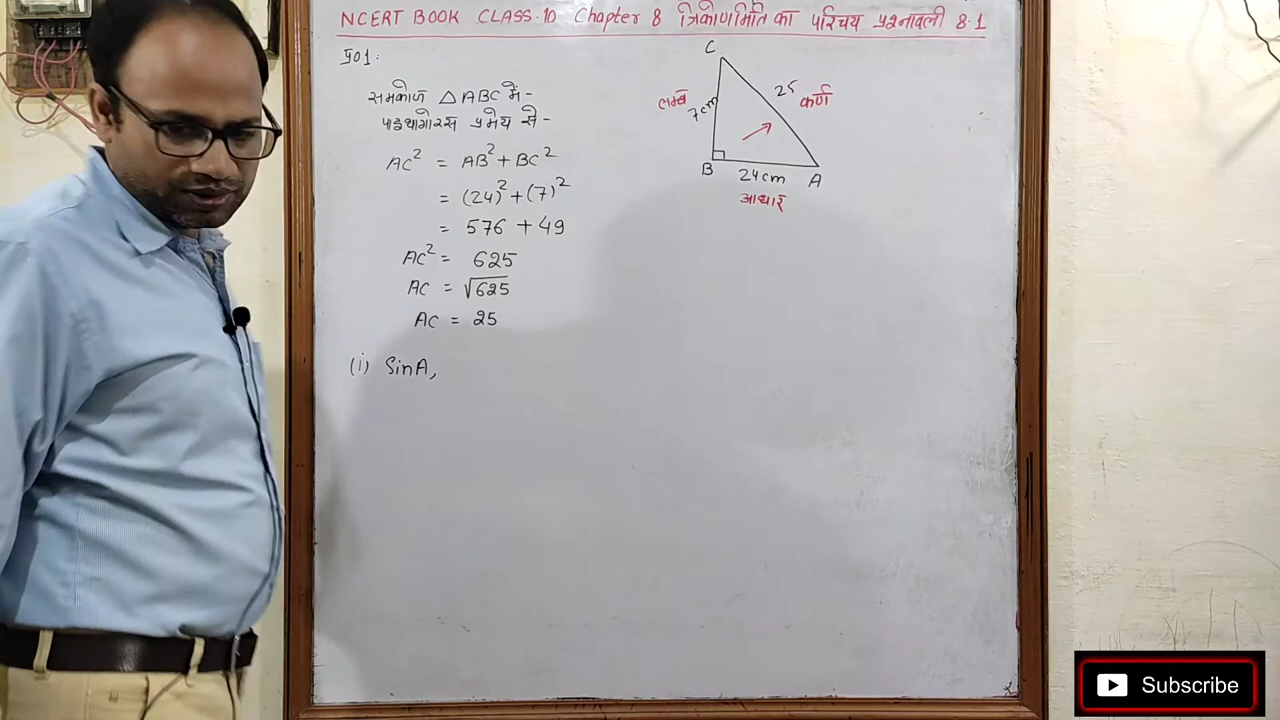 NCERT BOOK CLASS.10 Chapter 8 त्रिकोणमिति का परिचय प्रश्नावली 8.1
प्र01:
समकोण △ABC में-
पाइथागोरस प्रमेय से-
AC² = AB² + BC²
= (24)² + (7)²
= 576 + 49
AC² = 625
AC = √625
AC = 25
(i) SinA,
C
25
लम्ब
7cm
कर्ण
B
24cm
A
आधार
Subscribe